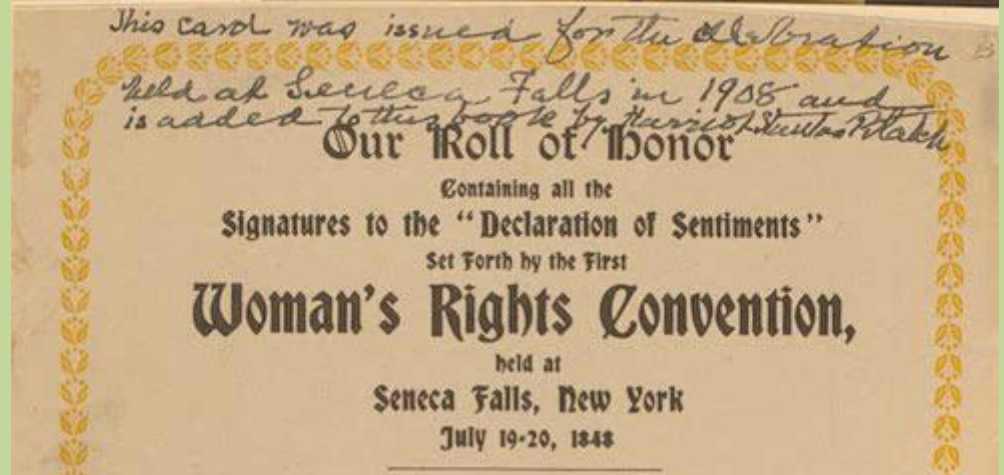 This card was issued for the celebration
held at Seneca Falls in 1908 and
is added to this book by Harriot Stanton Blatch
Our Roll of Honor
Containing all the
Signatures to the “Declaration of Sentiments”
Set Forth by the First
Woman's Rights Convention,
held at
Seneca Falls, New York
July 19-20, 1848